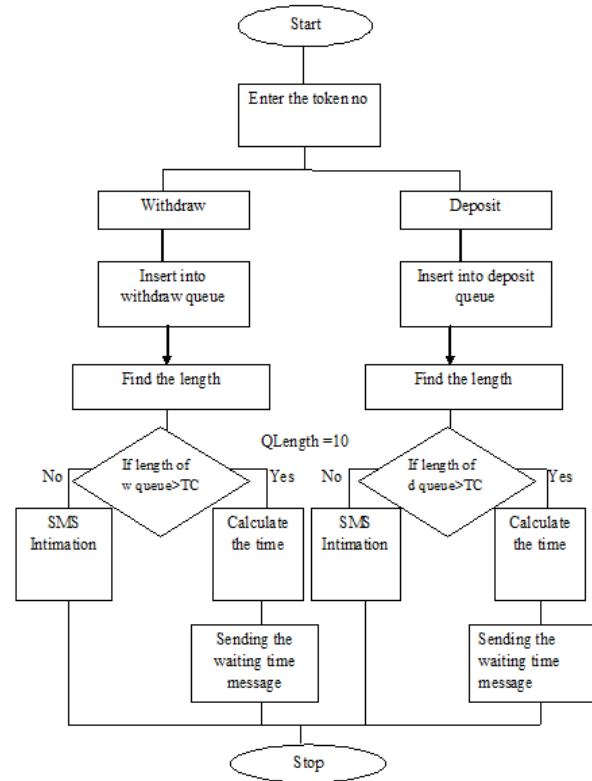 Start
Enter the token no
Withdraw
Deposit
Insert into
withdraw queue
Insert into deposit
queue
Find the length
Find the length
QLength =10
No
If length of
w queue>TC
Yes
No
If length of
d queue>TC
Yes
SMS
Intimation
Calculate
the time
SMS
Intimation
Calculate
the time
Sending the
waiting time
message
Sending the
waiting time
message
Stop